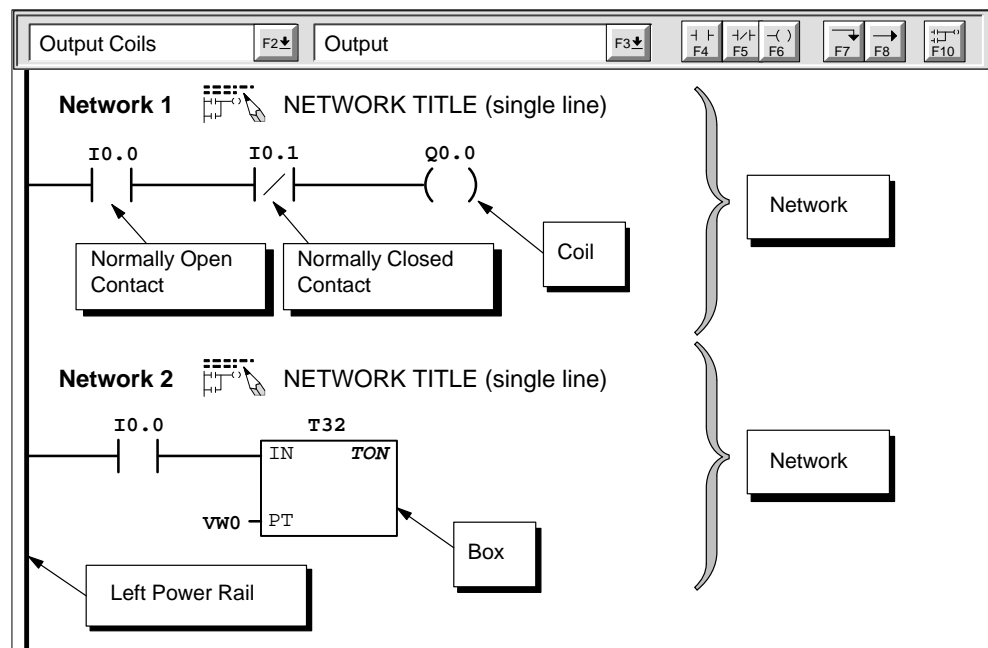 Output Coils F2 Output F3 F4 F5 F6 F7 F8 F10
Network 1 NETWORK TITLE (single line)
I0.0 I0.1 Q0.0
Network
Normally Open
Contact
Normally Closed
Contact
Coil
Network 2 NETWORK TITLE (single line)
I0.0 T32
IN TON
Network
VW0 PT
Box
Left Power Rail